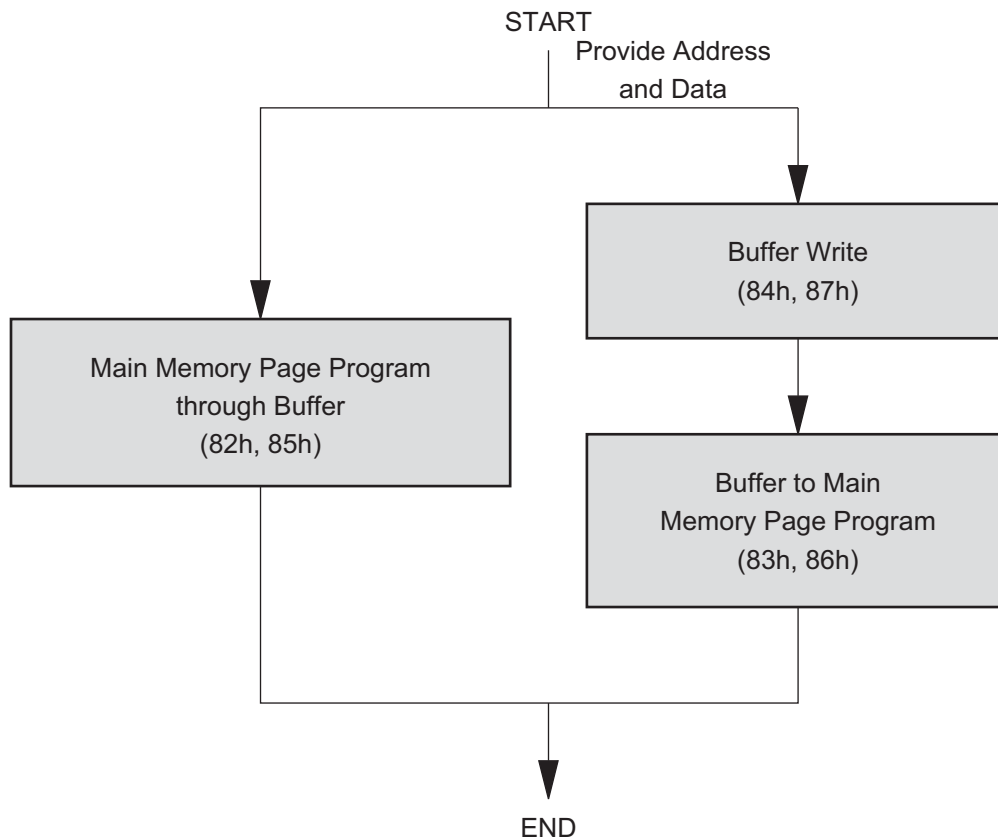 START
Provide Address
and Data
Buffer Write
(84h, 87h)
Main Memory Page Program
through Buffer
(82h, 85h)
Buffer to Main
Memory Page Program
(83h, 86h)
END